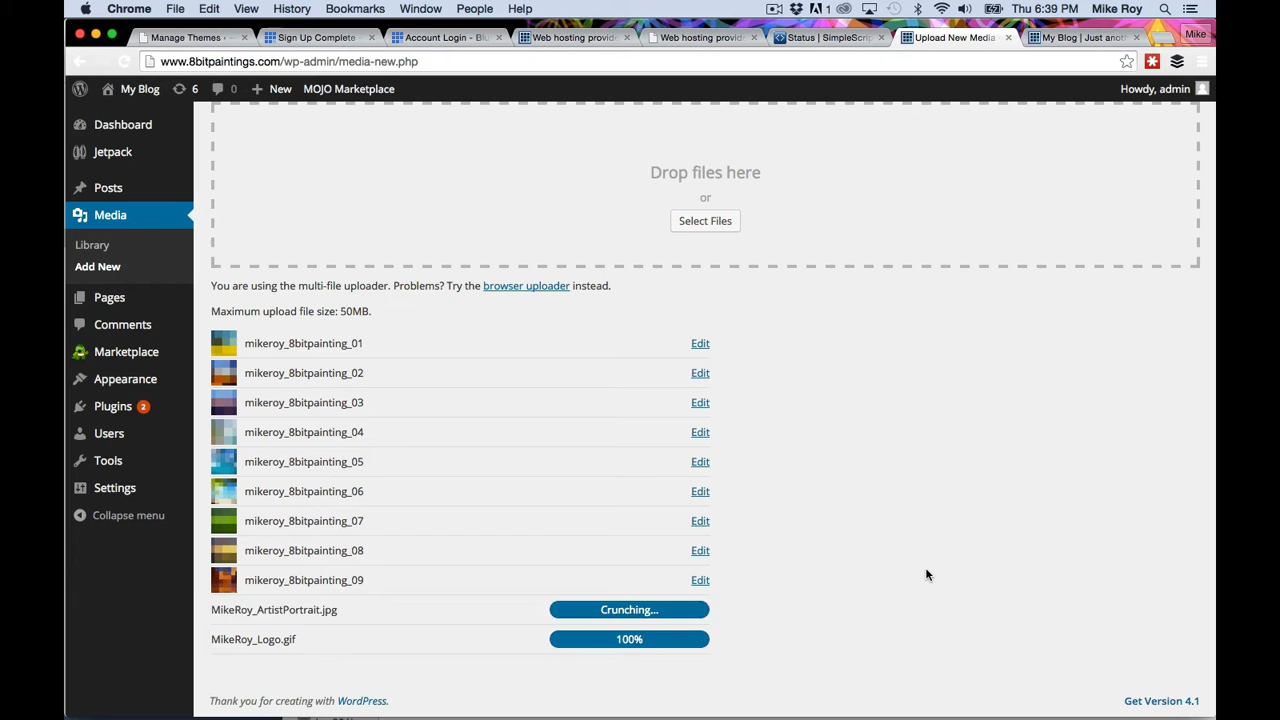 Chrome File Edit View History Bookmarks Window People Help 1 Thu 6:39 PM Mike Roy
Manage Themes ‹ Sign Up Complete Account Login - Blu Web hosting provide Web hosting provide Status | SimpleScrip Upload New Media ‹ My Blog | Just anoth Mike
www.8bitpaintings.com/wp-admin/media-new.php
My Blog 6 0 New MOJO Marketplace Howdy, admin
Dashboard
Jetpack
Posts
Media
Library
Add New
Pages
Comments
Marketplace
Appearance
Plugins 2
Users
Tools
Settings
Collapse menu
Drop files here
or
Select Files
You are using the multi-file uploader. Problems? Try the browser uploader instead.
Maximum upload file size: 50MB.
mikeroy_8bitpainting_01 Edit
mikeroy_8bitpainting_02 Edit
mikeroy_8bitpainting_03 Edit
mikeroy_8bitpainting_04 Edit
mikeroy_8bitpainting_05 Edit
mikeroy_8bitpainting_06 Edit
mikeroy_8bitpainting_07 Edit
mikeroy_8bitpainting_08 Edit
mikeroy_8bitpainting_09 Edit
MikeRoy_ArtistPortrait.jpg Crunching...
MikeRoy_Logo.gif 100%
Thank you for creating with WordPress. Get Version 4.1